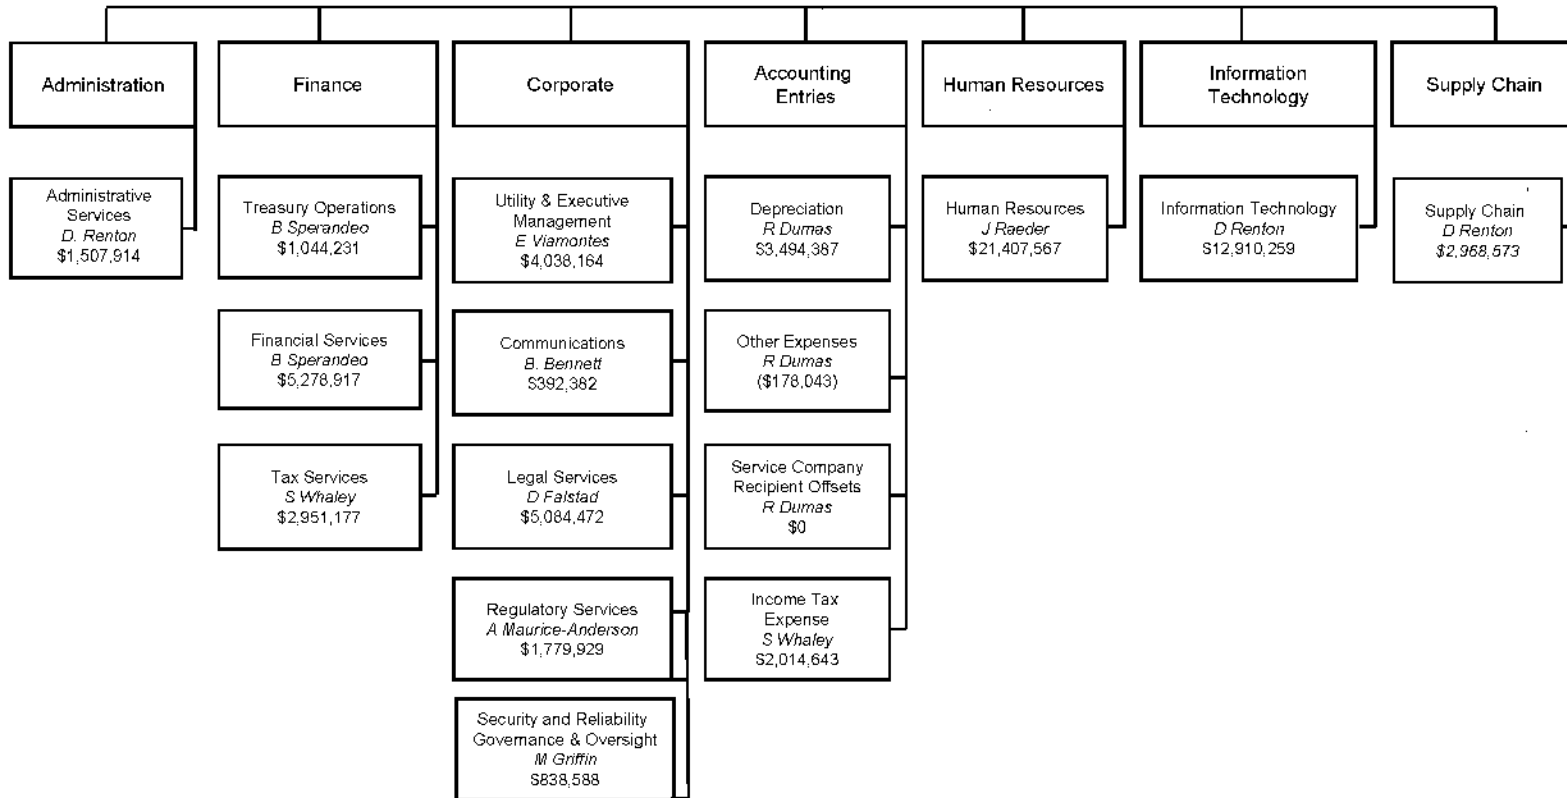 Administration
Finance
Corporate
Accounting
Entries
Human Resources
Information
Technology
Supply Chain
Administrative
Services
D. Renton
$1,507,914
Treasury Operations
B Sperandeo
$1,044,231
Utility & Executive
Management
E Viamontes
$4,038,164
Depreciation
R Dumas
$3,494,387
Human Resources
J Raeder
$21,407,567
Information Technology
D Renton
$12,910,259
Supply Chain
D Renton
$2,968,573
Financial Services
B Sperandeo
$5,278,917
Communications
B. Bennett
$392,382
Other Expenses
R Dumas
($178,043)
Tax Services
S Whaley
$2,951,177
Legal Services
D Falstad
$5,084,472
Service Company
Recipient Offsets
R Dumas
$0
Regulatory Services
A Maurice-Anderson
$1,779,929
Income Tax
Expense
S Whaley
$2,014,643
Security and Reliability
Governance & Oversight
M Griffin
$838,588